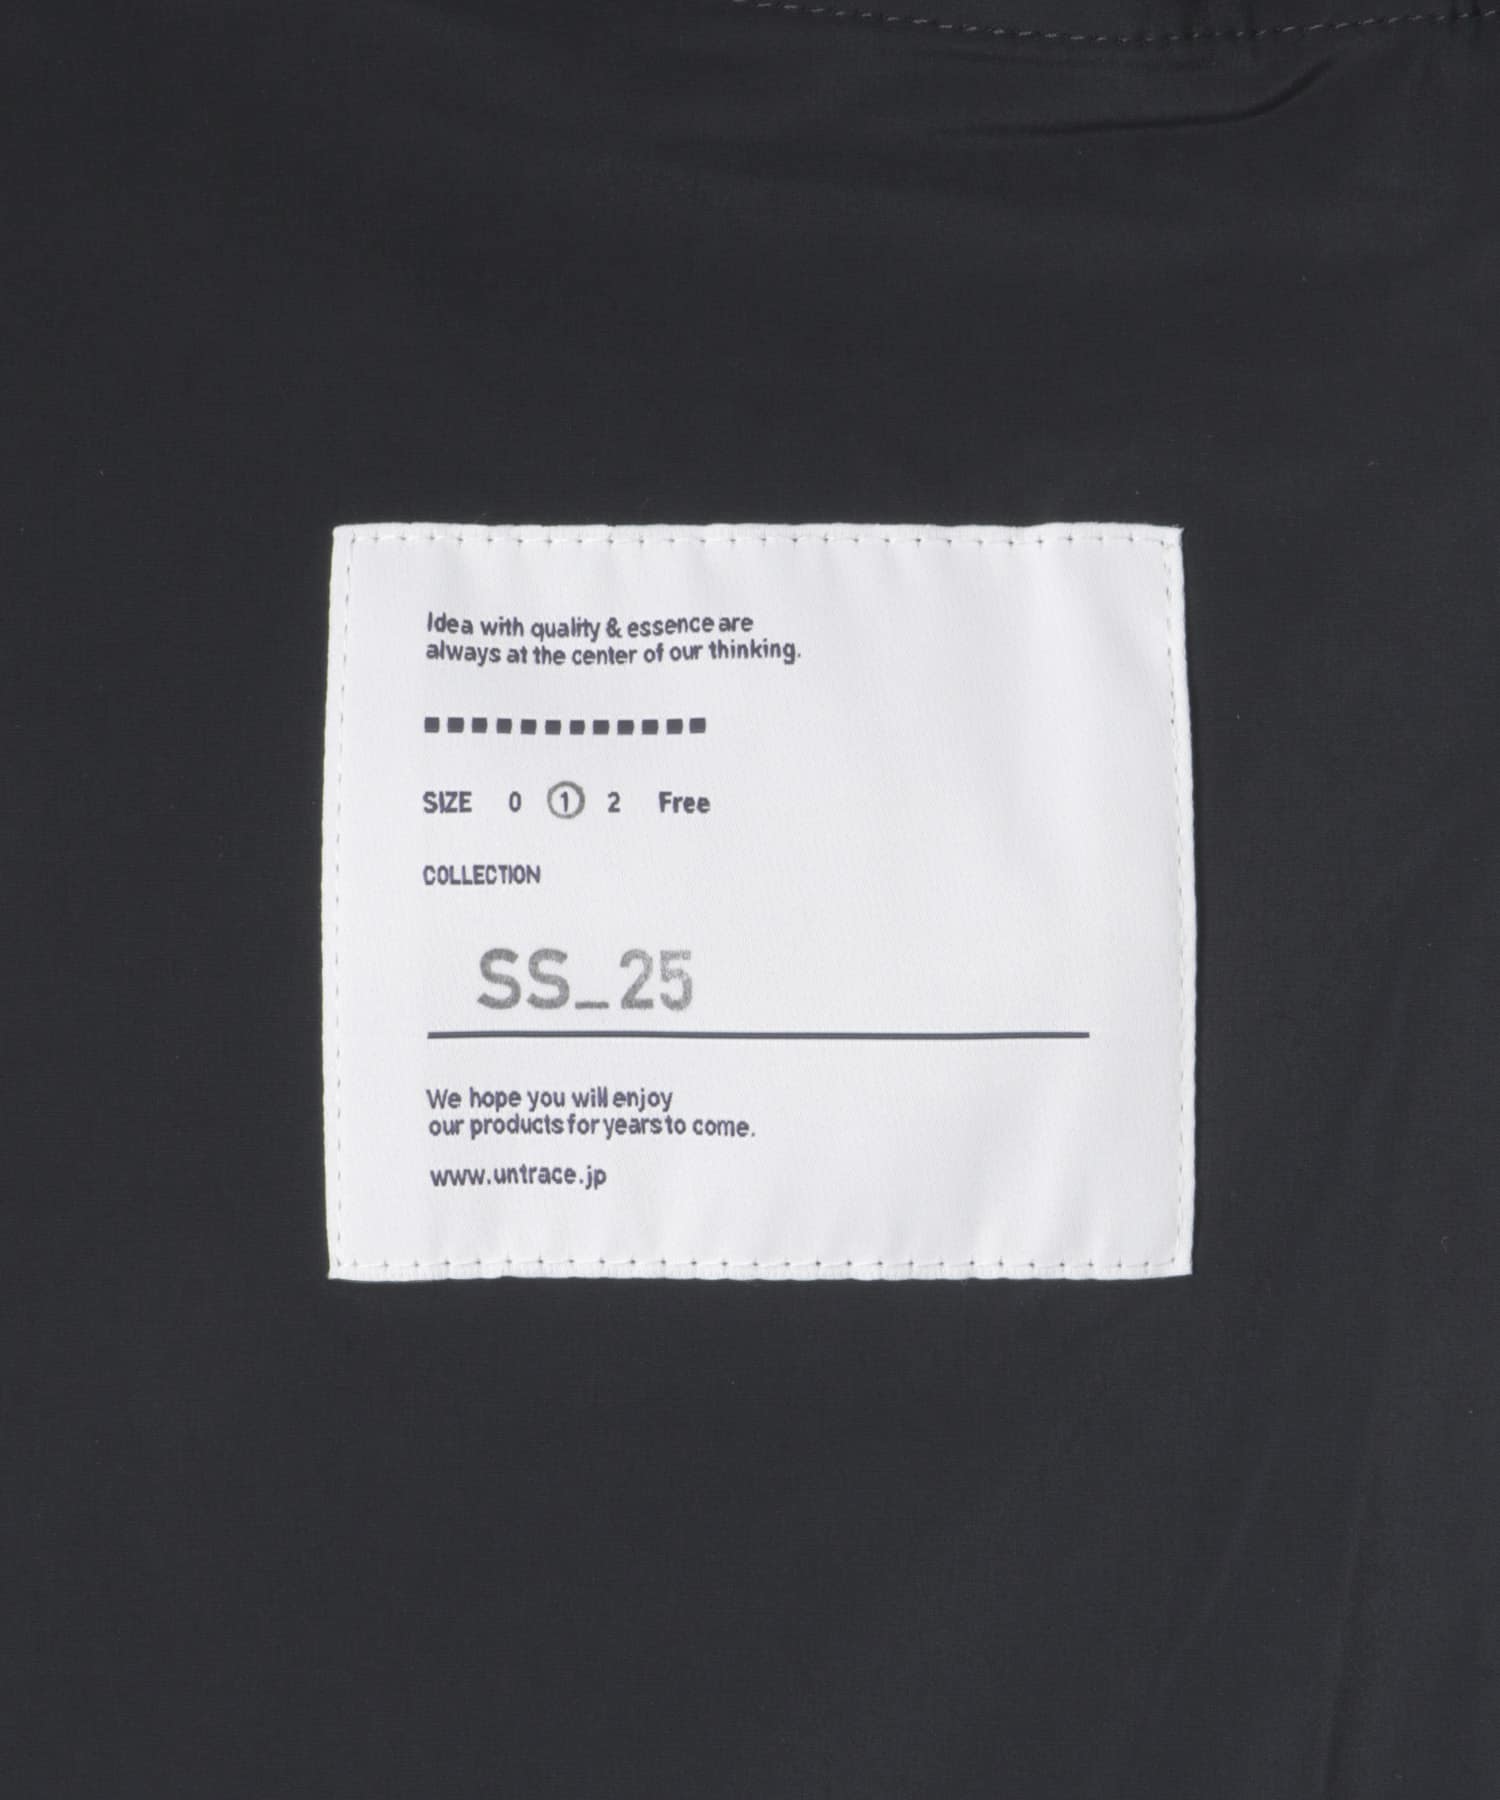 Idea with quality & essence are
always at the center of our thinking.
SIZE 0 1 2 Free
COLLECTION
SS_25
We hope you will enjoy
our products for years to come.
www.untrace.jp